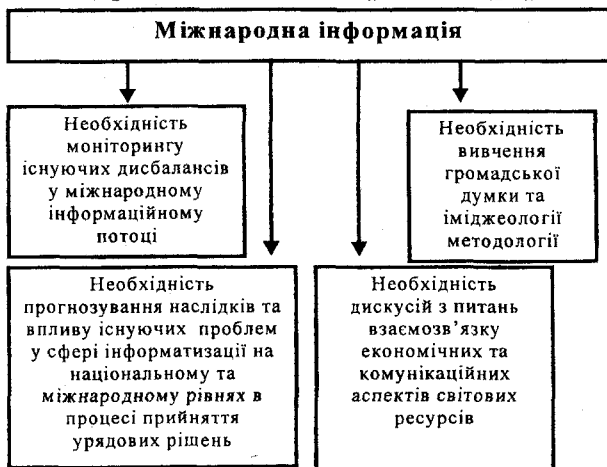 Міжнародна інформація
Необхідність
моніторингу
існуючих дисбалансів
у міжнародному
інформаційному
потоці
Необхідність
вивчення
громадської
думки та
іміджеології
методології
Необхідність
прогнозування наслідків та
впливу існуючих проблем
у сфері інформатизації на
національному та
міжнародному рівнях в
процесі прийняття
урядових рішень
Необхідність
дискусій з питань
взаємозв’язку
економічних та
комунікаційних
аспектів світових
ресурсів